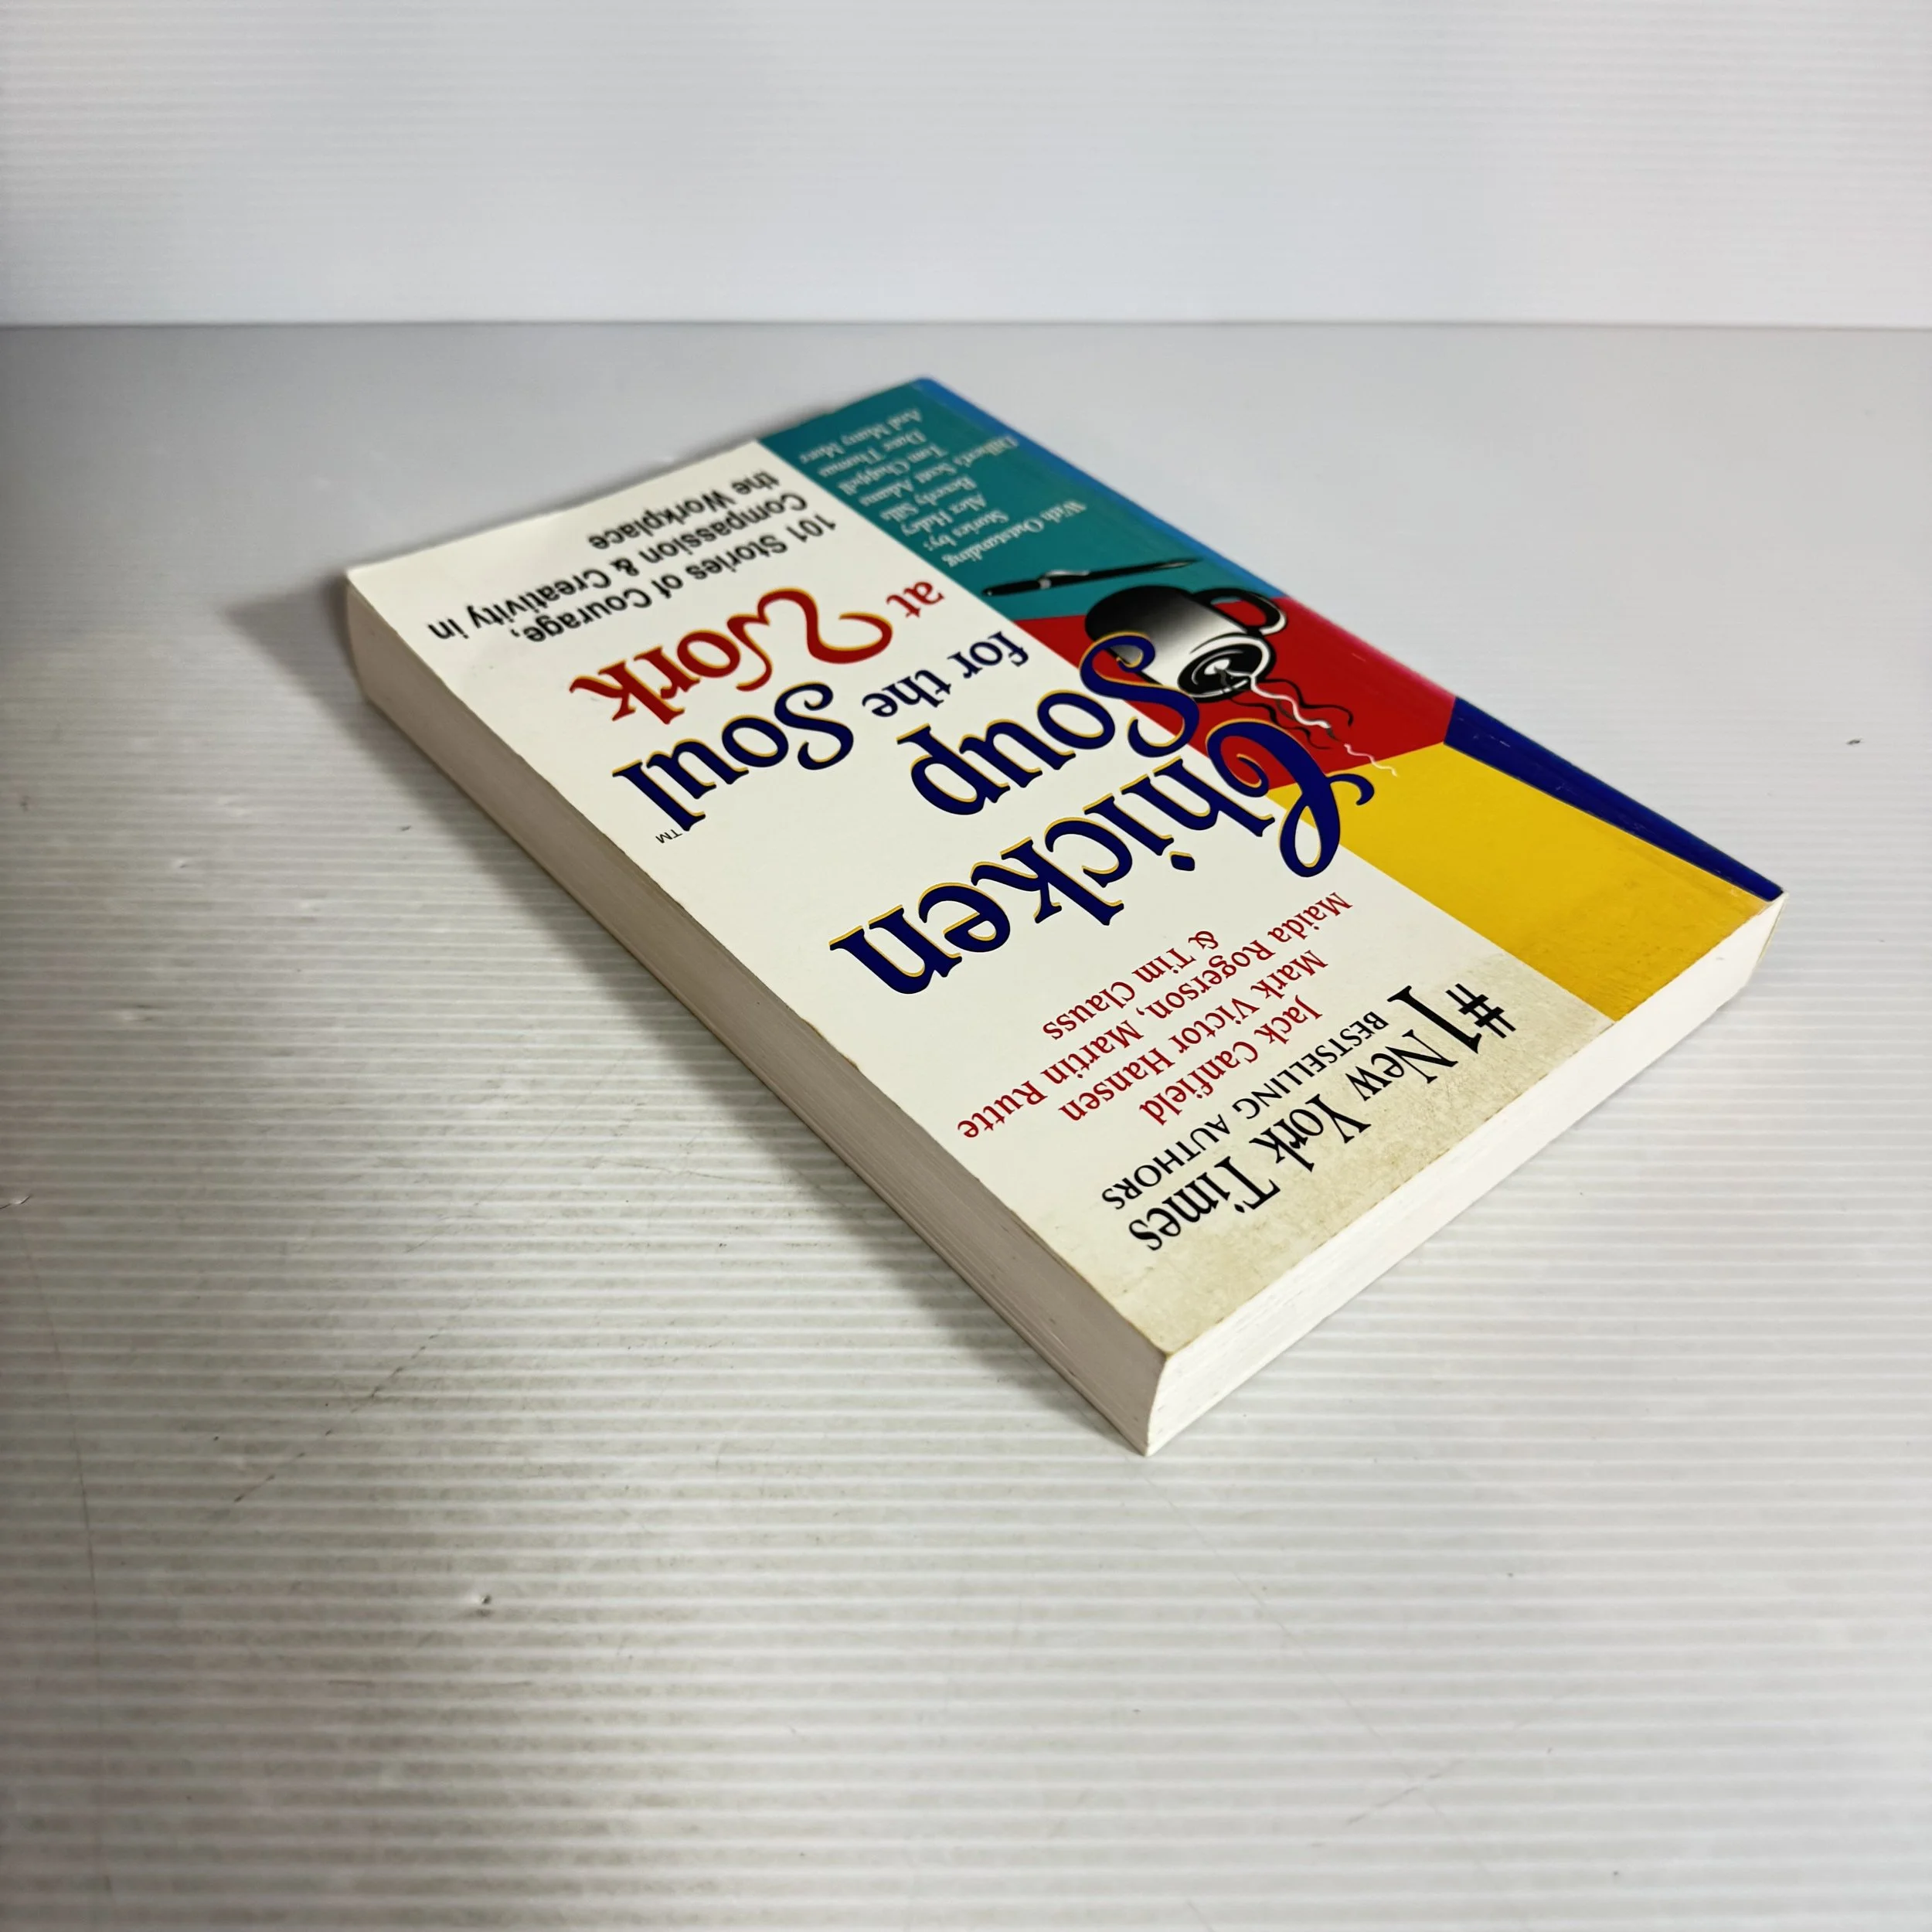 #1 New York Times
BESTSELLING AUTHORS
Jack Canfield
Mark Victor Hansen
Maida Rogerson, Martin Rutte
& Tim Clauss
Chicken
Soup
for the Soul™
at Work
101 Stories of Courage,
Compassion & Creativity in
the Workplace
With Outstanding
Stories by:
Alex Haley
Beverly Sills
Dilbert's Scott Adams
Tom Chappell
Dave Thomas
And Many More